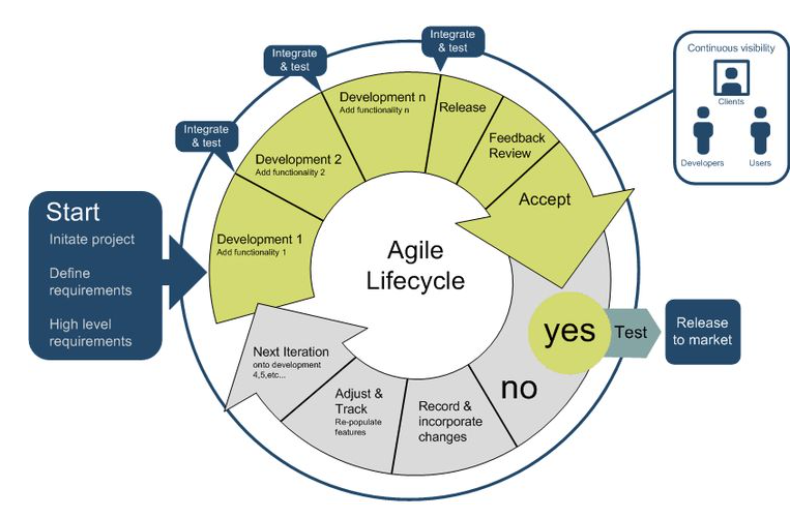 Start
Initate project
Define
requirements
High level
requirements
Integrate
& test
Integrate
& test
Integrate
& test
Development 1
Add functionality 1
Development 2
Add functionality 2
Development n
Add functionality n
Release
Feedback
Review
Accept
Agile
Lifecycle
yes
Test
Release
to market
no
Record &
incorporate
changes
Adjust &
Track
Re-populate
features
Next Iteration
onto development
4,5,etc...
Continuous visibility
Clients
Developers
Users